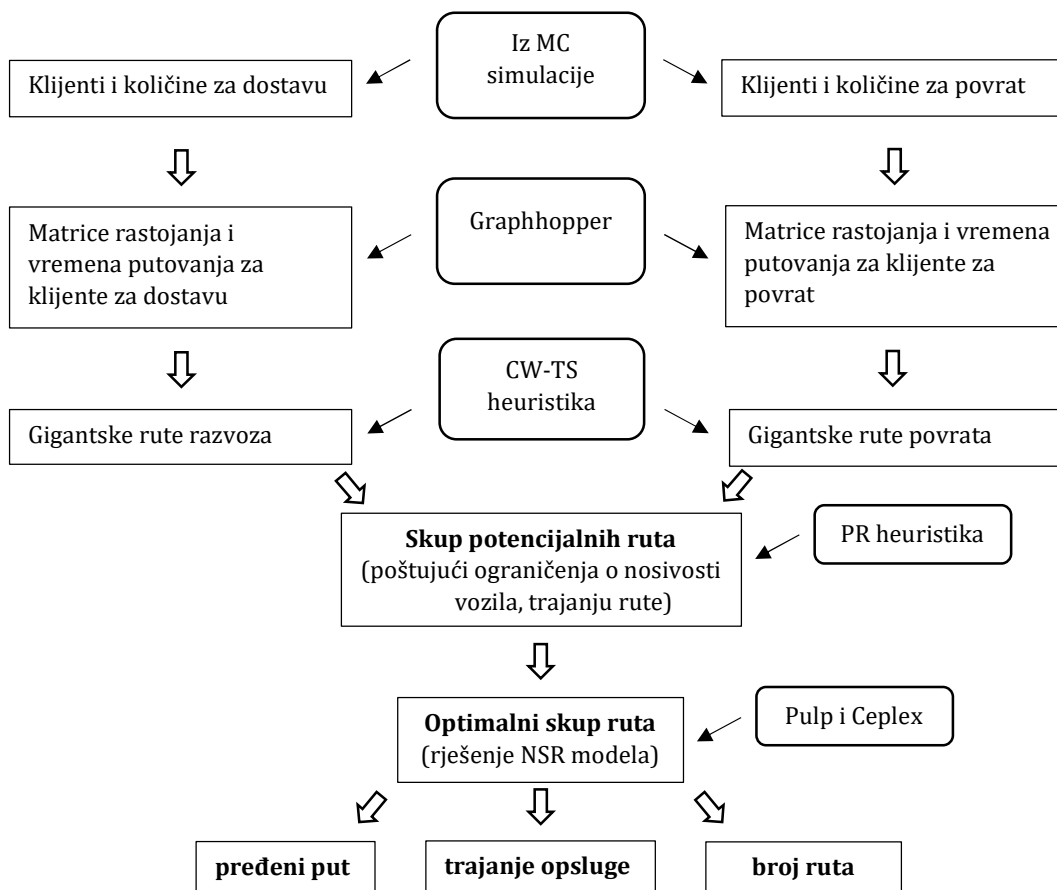 Iz MC
simulacije
Klijenti i količine za dostavu
Klijenti i količine za povrat
Graphhopper
Matrice rastojanja i
vremena putovanja za
klijente za dostavu
Matrice rastojanja i vremena
putovanja za klijente za
povrat
CW-TS
heuristika
Gigantske rute razvoza
Gigantske rute povrata
Skup potencijalnih ruta
(poštujući ograničenja o nosivosti
vozila, trajanju rute)
PR heuristika
Optimalni skup ruta
(rješenje NSR modela)
Pulp i Ceplex
pređeni put
trajanje opsluge
broj ruta